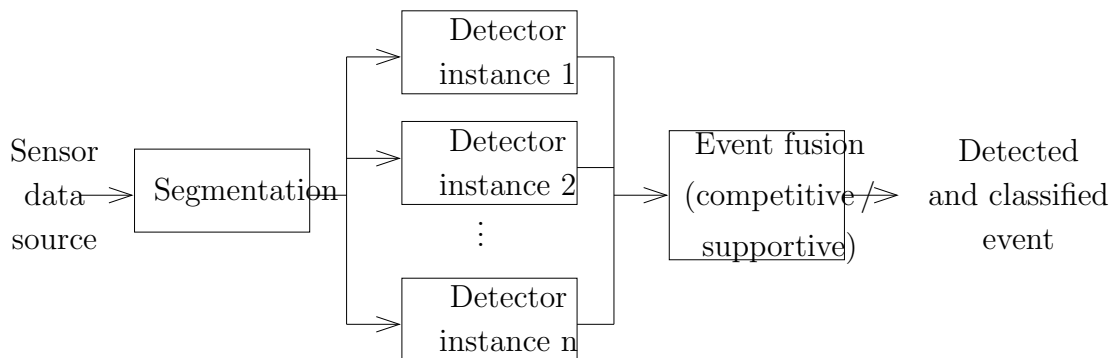 Sensor
data
source
Segmentation
Detector
instance 1
Detector
instance 2
⋮
Detector
instance n
Event fusion
(competitive /
supportive)
Detected
and classified
event